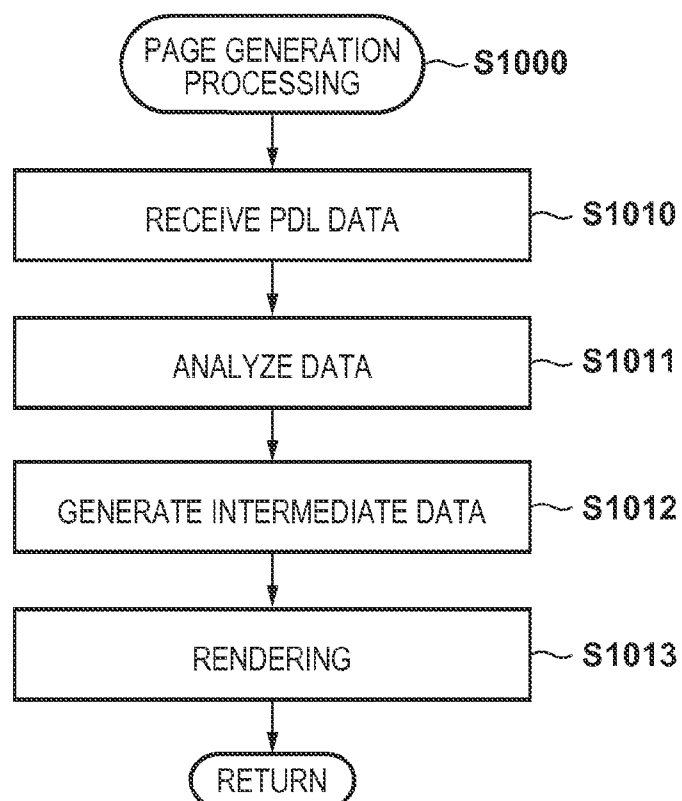 PAGE GENERATION
PROCESSING
S1000
RECEIVE PDL DATA
S1010
ANALYZE DATA
S1011
GENERATE INTERMEDIATE DATA
S1012
RENDERING
S1013
RETURN